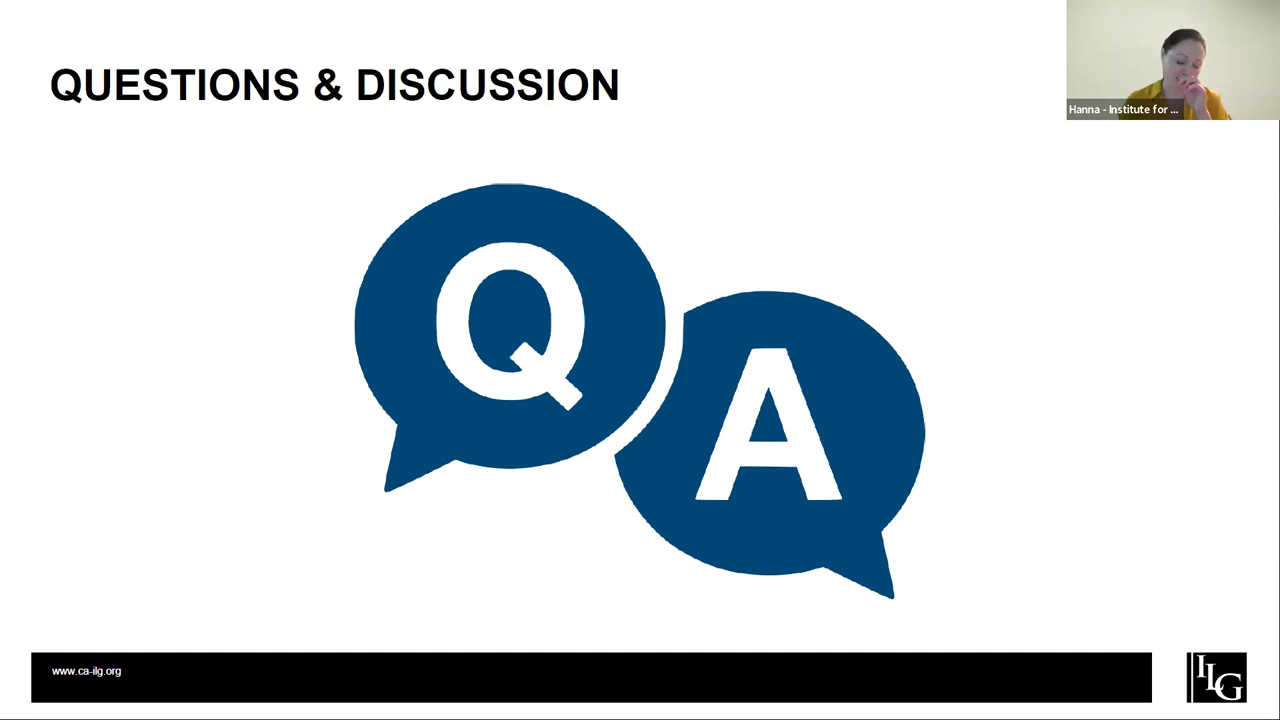 QUESTIONS & DISCUSSION
Hanna - Institute for ...
Q
A
www.ca-ilg.org
ILG